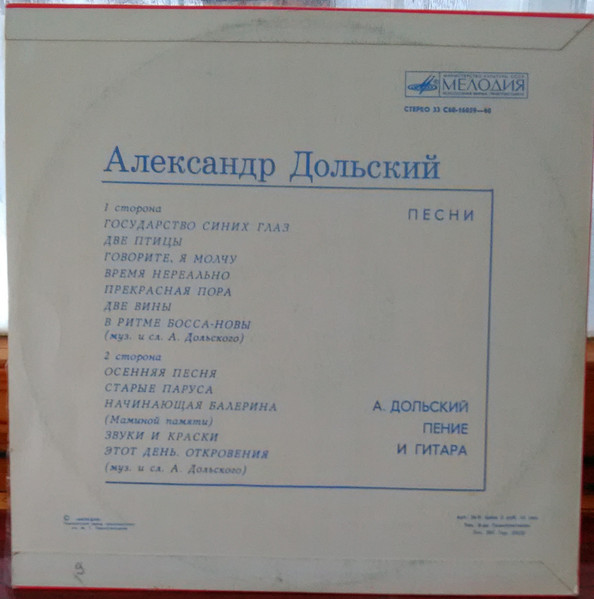 МЕЛОДИЯ
СТЕРЕО 33 С60-16859—60
Александр Дольский
ПЕСНИ
1 сторона
ГОСУДАРСТВО СИНИХ ГЛАЗ
ДВЕ ПТИЦЫ
ГОВОРИТЕ, Я МОЛЧУ
ВРЕМЯ НЕРЕАЛЬНО
ПРЕКРАСНАЯ ПОРА
ДВЕ ВИНЫ
В РИТМЕ БОССА-НОВЫ
(муз. и сл. А. Дольского)
2 сторона
ОСЕННЯЯ ПЕСНЯ
СТАРЫЕ ПАРУСА
НАЧИНАЮЩАЯ БАЛЕРИНА
(Маминой памяти)
ЗВУКИ И КРАСКИ
ЭТОТ ДЕНЬ. ОТКРОВЕНИЯ
(муз. и сл. А. Дольского)
А. ДОЛЬСКИЙ
ПЕНИЕ
И ГИТАРА
9